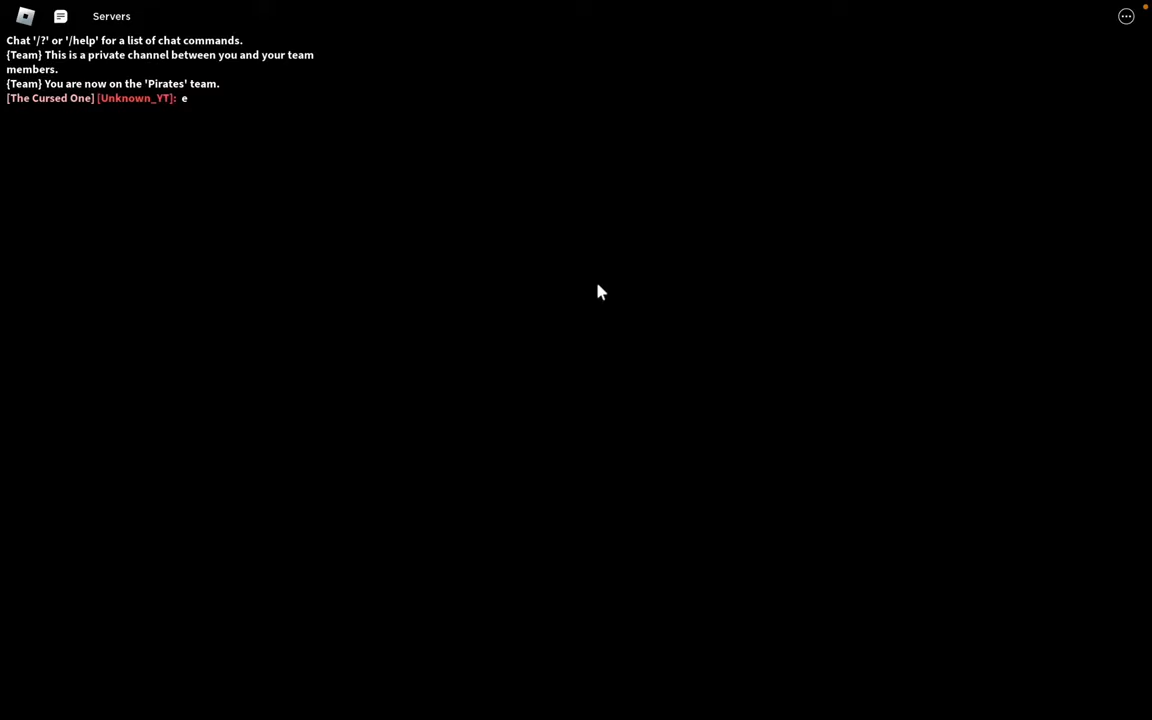 Servers
Chat '/?' or '/help' for a list of chat commands.
{Team} This is a private channel between you and your team
members.
{Team} You are now on the 'Pirates' team.
[The Cursed One] [Unknown_YT]: e